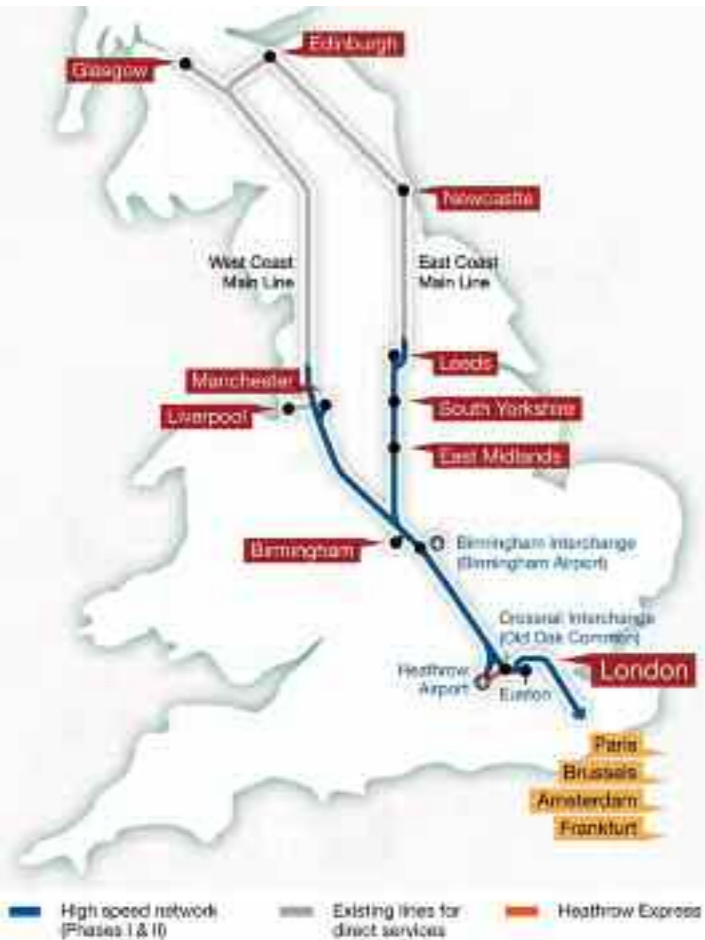 Edinburgh
Glasgow
Newcastle
West Coast
Main Line
East Coast
Main Line
Leeds
Manchester
Liverpool
South Yorkshire
East Midlands
Birmingham
Birmingham Interchange
(Birmingham Airport)
Crossrail Interchange
(Old Oak Common)
London
Heathrow
Airport
Euston
Paris
Brussels
Amsterdam
Frankfurt
High speed network
(Phases I & II)
Existing lines for
direct services
Heathrow Express